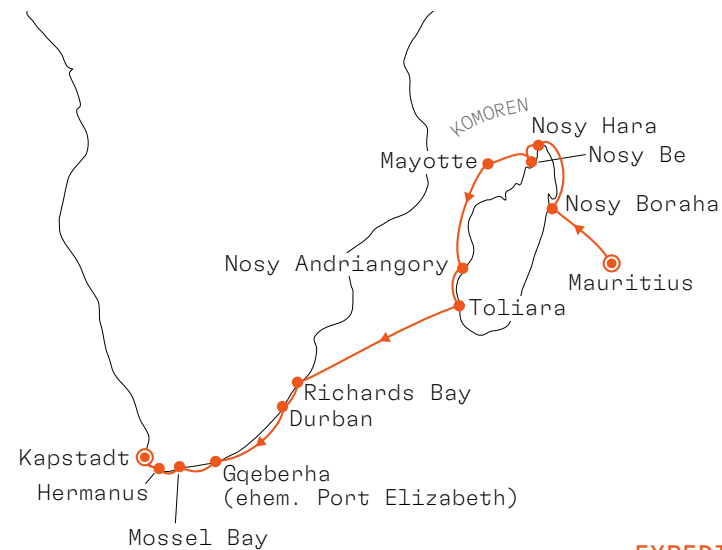 KOMOREN
Nosy Hara
Mayotte
Nosy Be
Nosy Boraha
Nosy Andriangory
Mauritius
Toliara
Richards Bay
Durban
Kapstadt
Gqeberha
(ehem. Port Elizabeth)
Hermanus
Mossel Bay